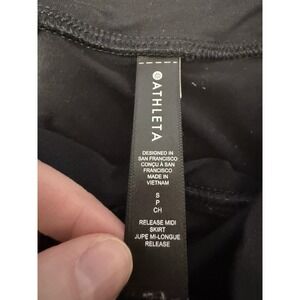 ATHLETA
DESIGNED IN
SAN FRANCISCO
CONÇU À SAN
FRANCISCO
MADE IN
VIETNAM
S
P
CH
RELEASE MIDI
SKIRT
JUPE MI-LONGUE
RELEASE